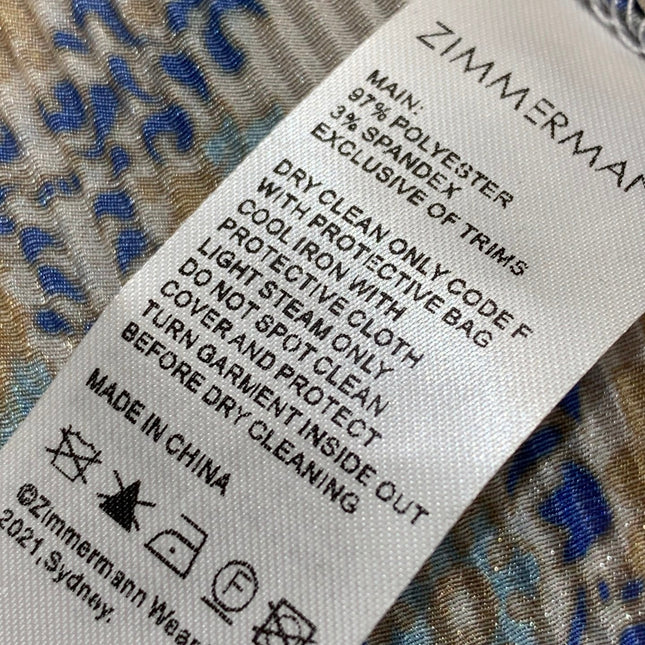 ZIMMERMAN
MAIN:
97% POLYESTER
3% SPANDEX
EXCLUSIVE OF TRIMS
DRY CLEAN ONLY CODE F
WITH PROTECTIVE BAG
COOL IRON WITH
PROTECTIVE CLOTH
LIGHT STEAM ONLY
DO NOT SPOT CLEAN
COVER AND PROTECT
TURN GARMENT INSIDE OUT
BEFORE DRY CLEANING
MADE IN CHINA
F
©Zimmermann Wear
2021,Sydney.